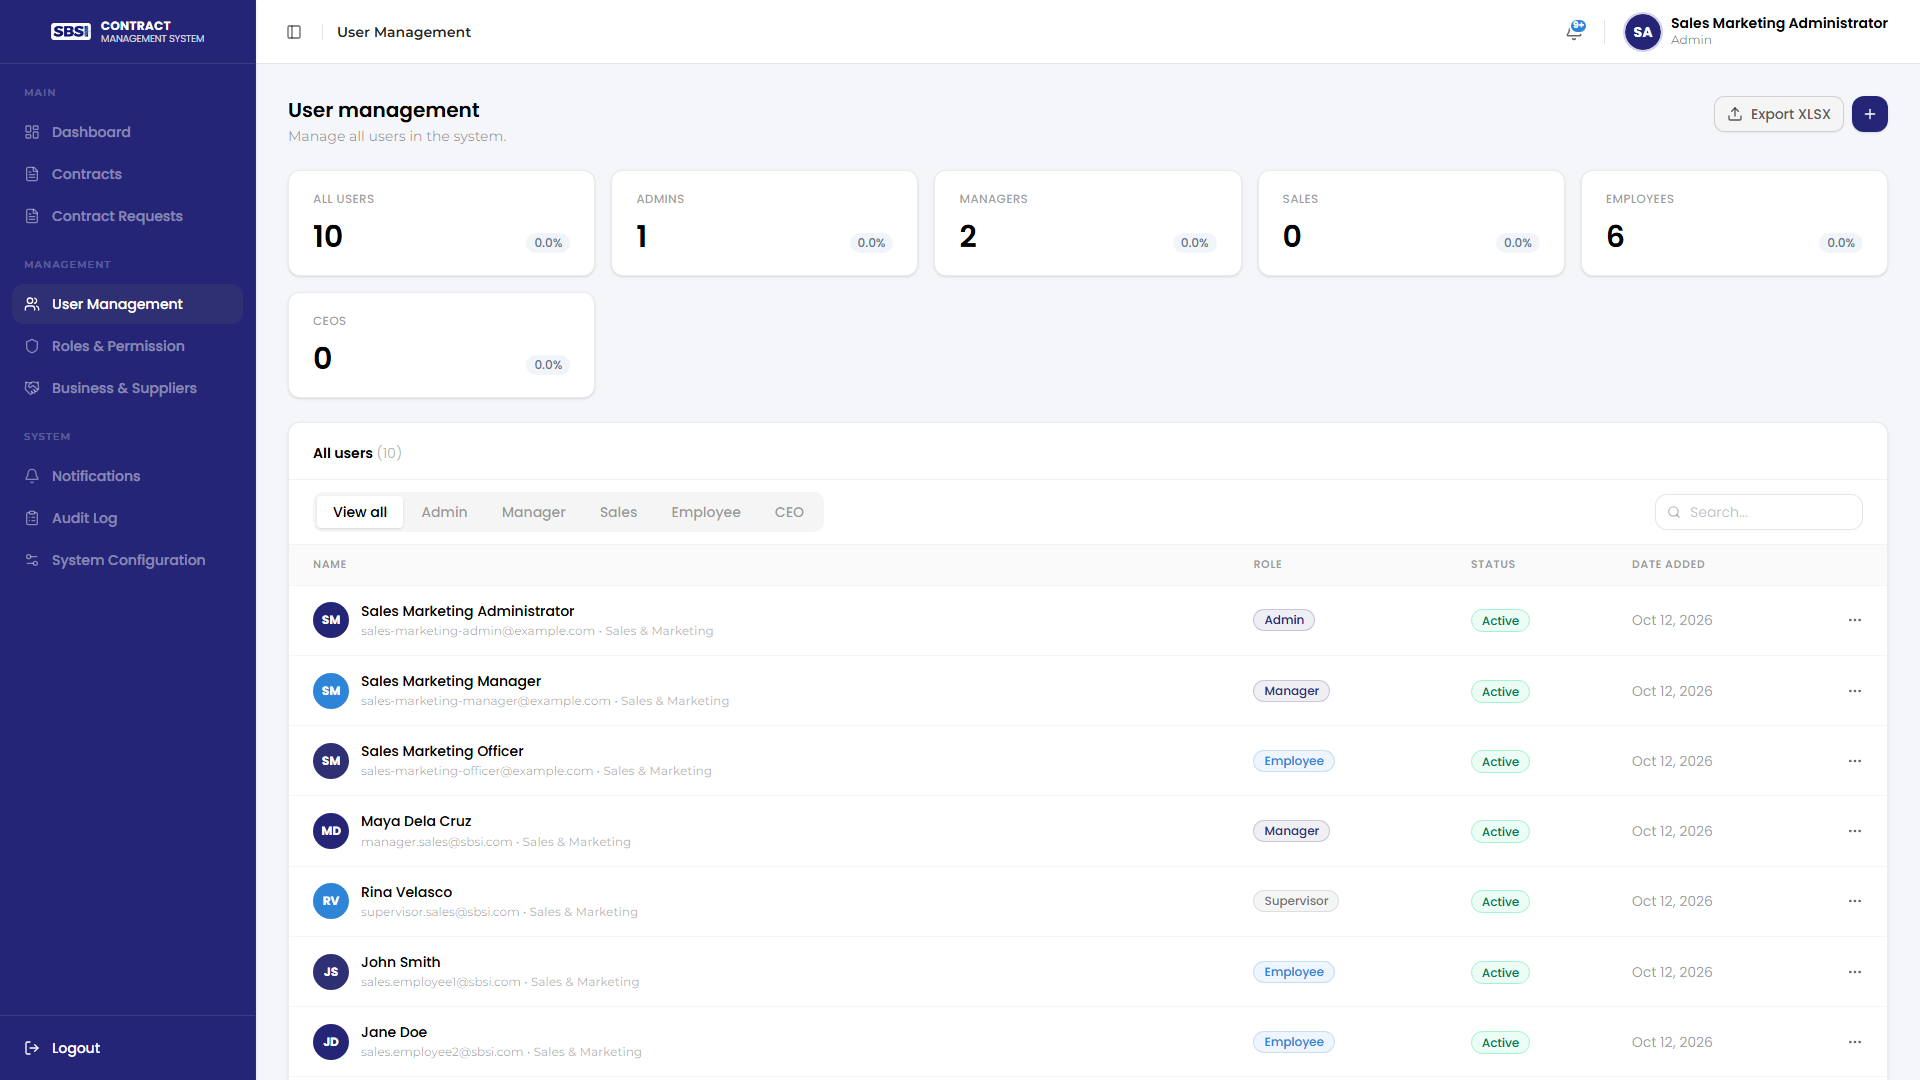 SBSI CONTRACT
MANAGEMENT SYSTEM
MAIN
Dashboard
Contracts
Contract Requests
MANAGEMENT
User Management
Roles & Permission
Business & Suppliers
SYSTEM
Notifications
Audit Log
System Configuration
Logout
User Management
9+
SA
Sales Marketing Administrator
Admin
User management
Manage all users in the system.
Export XLSX
ALL USERS
10
0.0%
ADMINS
1
0.0%
MANAGERS
2
0.0%
SALES
0
0.0%
EMPLOYEES
6
0.0%
CEOS
0
0.0%
All users (10)
View all Admin Manager Sales Employee CEO
Search...
NAME ROLE STATUS DATE ADDED
SM Sales Marketing Administrator Admin Active Oct 12, 2026
sales-marketing-admin@example.com • Sales & Marketing
SM Sales Marketing Manager Manager Active Oct 12, 2026
sales-marketing-manager@example.com • Sales & Marketing
SM Sales Marketing Officer Employee Active Oct 12, 2026
sales-marketing-officer@example.com • Sales & Marketing
MD Maya Dela Cruz Manager Active Oct 12, 2026
manager.sales@sbsi.com • Sales & Marketing
RV Rina Velasco Supervisor Active Oct 12, 2026
supervisor.sales@sbsi.com • Sales & Marketing
JS John Smith Employee Active Oct 12, 2026
sales.employee1@sbsi.com • Sales & Marketing
JD Jane Doe Employee Active Oct 12, 2026
sales.employee2@sbsi.com • Sales & Marketing